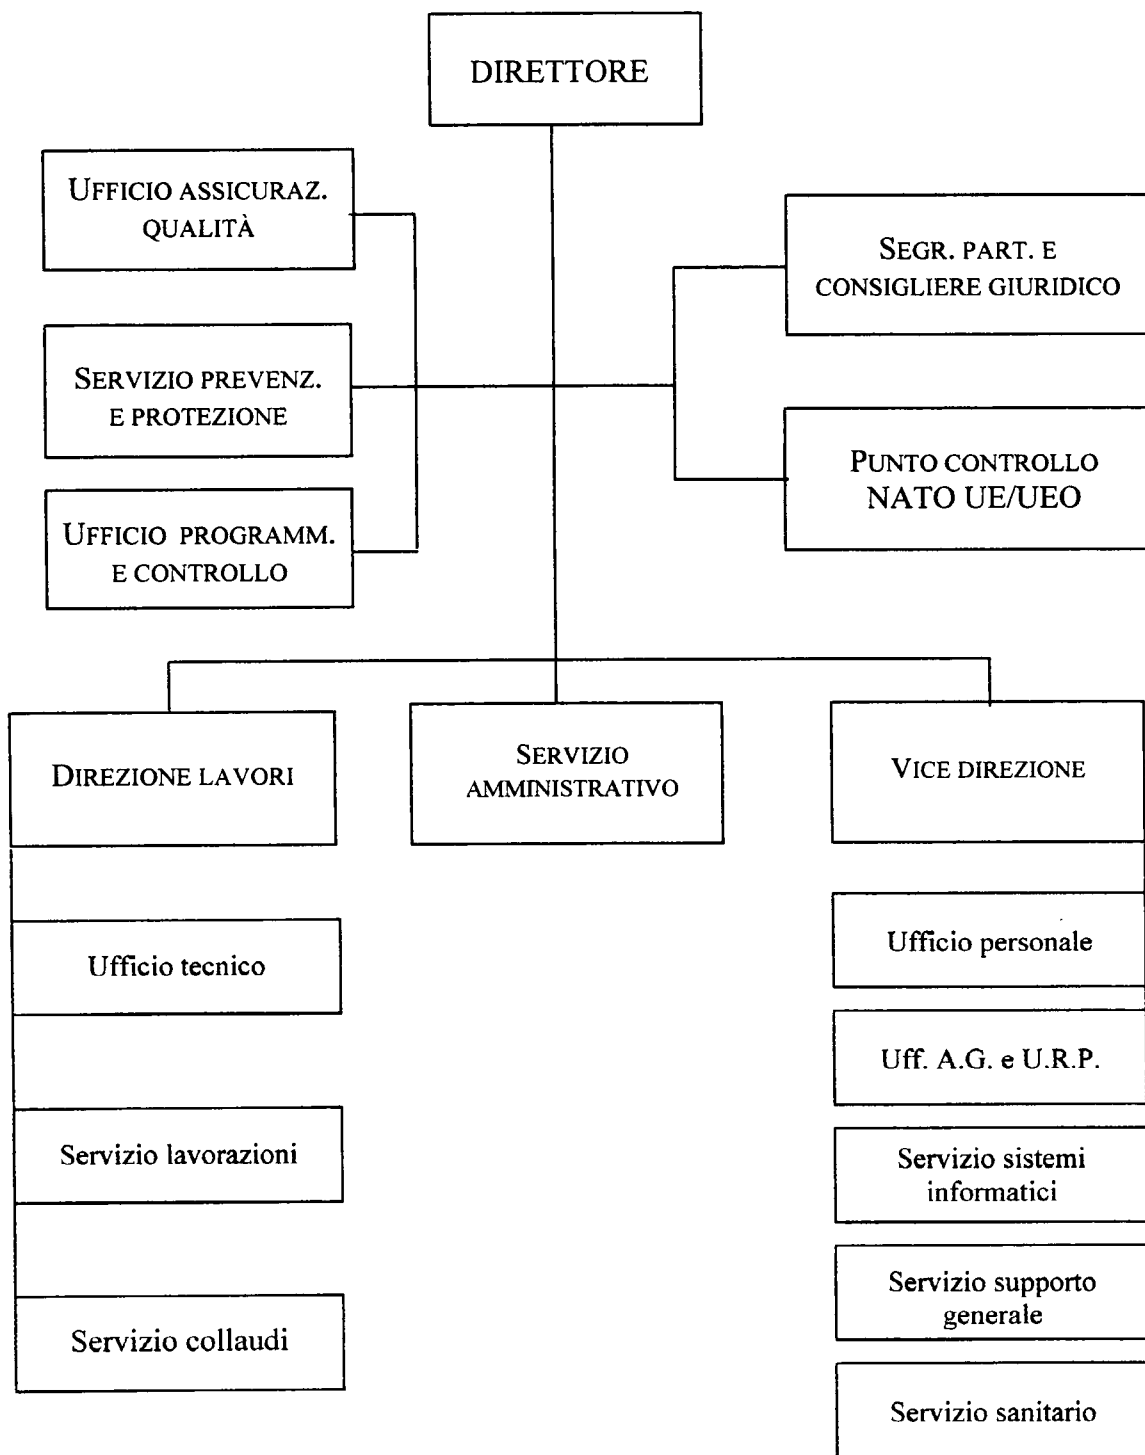 DIRETTORE
UFFICIO ASSICURAZ.
QUALITÀ
SEGR. PART. E
CONSIGLIERE GIURIDICO
SERVIZIO PREVENZ.
E PROTEZIONE
PUNTO CONTROLLO
NATO UE/UEO
UFFICIO PROGRAMM.
E CONTROLLO
DIREZIONE LAVORI
SERVIZIO
AMMINISTRATIVO
VICE DIREZIONE
Ufficio tecnico
Servizio lavorazioni
Servizio collaudi
Ufficio personale
Uff. A.G. e U.R.P.
Servizio sistemi
informatici
Servizio supporto
generale
Servizio sanitario